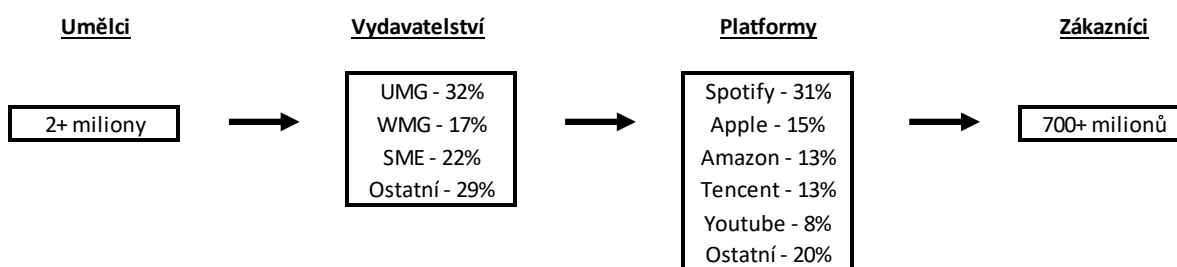 Umělci
Vydavatelství
Platformy
Zákazníci
2+ miliony
UMG - 32%
WMG - 17%
SME - 22%
Ostatní - 29%
Spotify - 31%
Apple - 15%
Amazon - 13%
Tencent - 13%
Youtube - 8%
Ostatní - 20%
700+ milionů